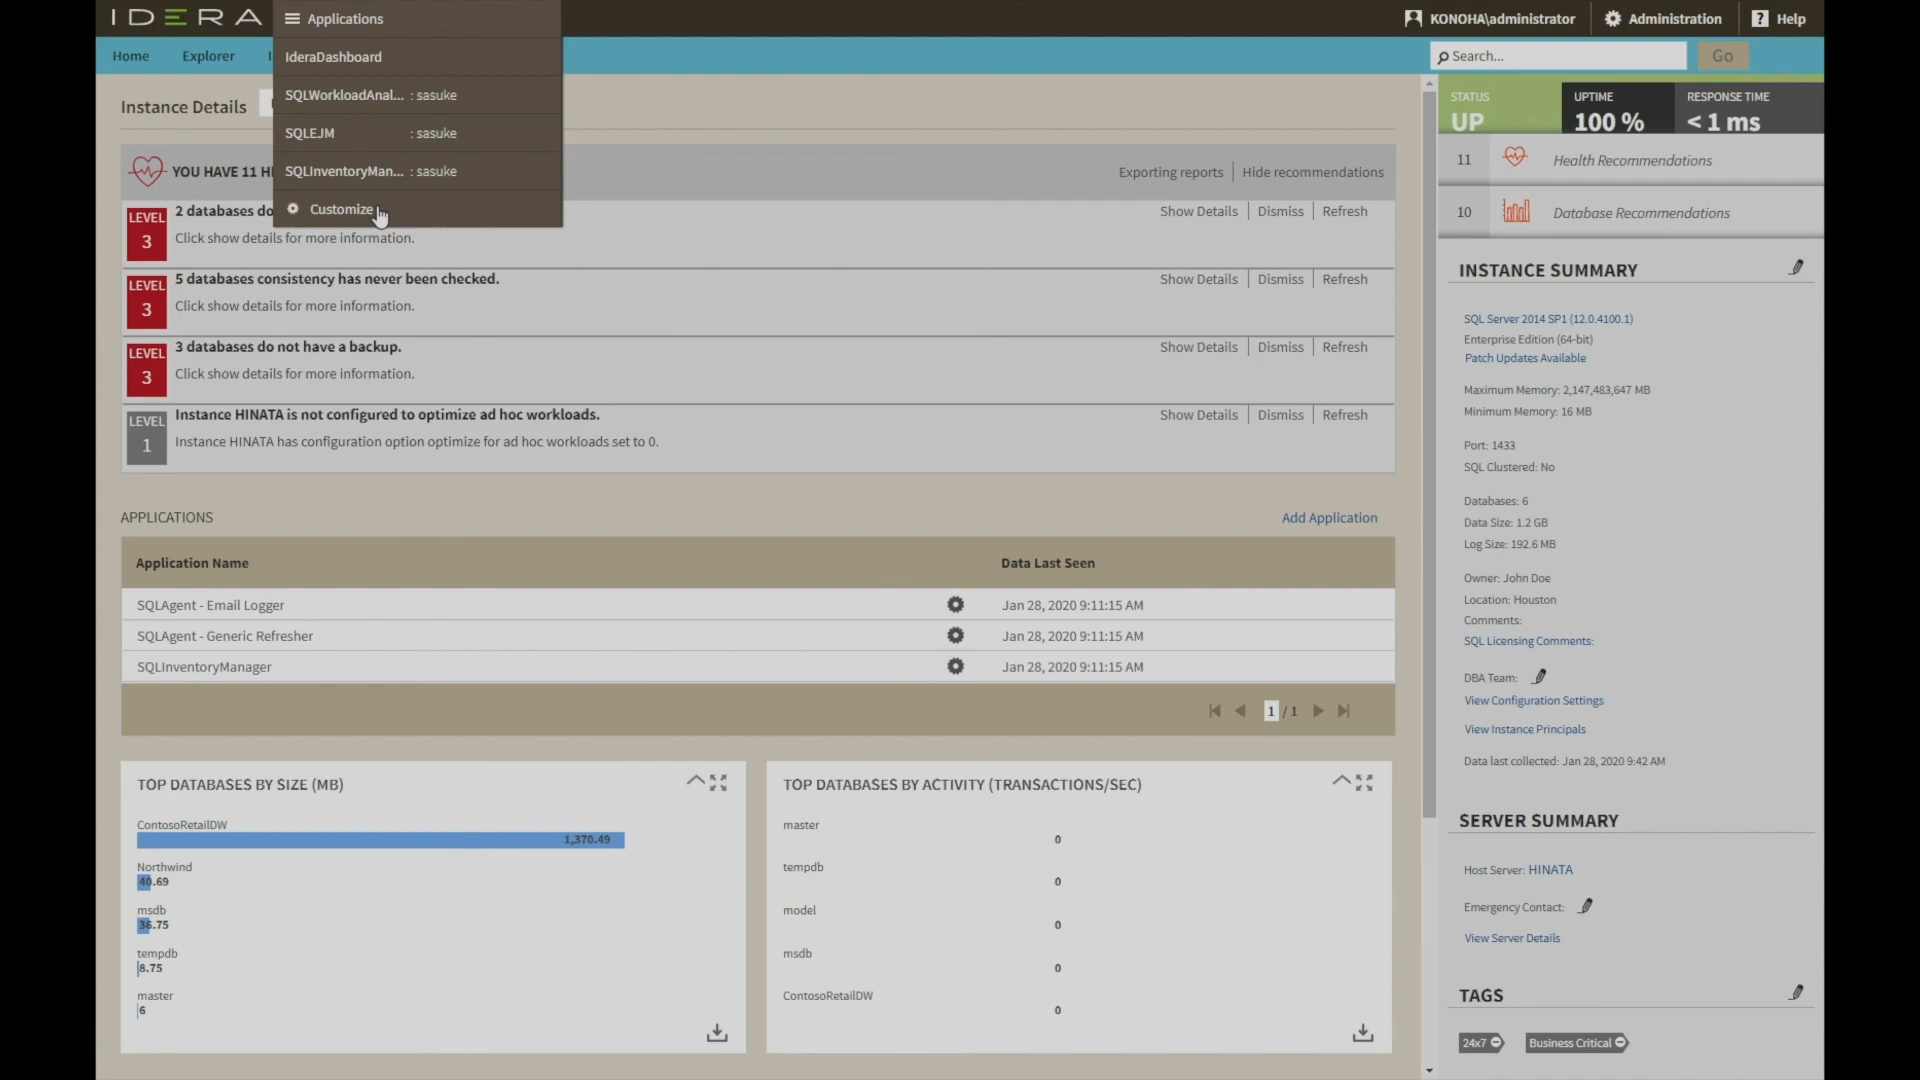 IDERA
Applications
KONOHA\administrator
Administration
? Help
Home
Explorer
IderaDashboard
Search...
Go
SQLWorkloadAnal... : sasuke
SQLEJM : sasuke
SQLInventoryMan... : sasuke
Customize
Instance Details
STATUS
UP
UPTIME
100 %
RESPONSE TIME
< 1 ms
YOU HAVE 11 H
Exporting reports
Hide recommendations
11 Health Recommendations
10 Database Recommendations
LEVEL
3
2 databases do
Click show details for more information.
Show Details
Dismiss
Refresh
LEVEL
3
5 databases consistency has never been checked.
Click show details for more information.
Show Details
Dismiss
Refresh
LEVEL
3
3 databases do not have a backup.
Click show details for more information.
Show Details
Dismiss
Refresh
LEVEL
1
Instance HINATA is not configured to optimize ad hoc workloads.
Instance HINATA has configuration option optimize for ad hoc workloads set to 0.
Show Details
Dismiss
Refresh
APPLICATIONS
Add Application
Application Name
Data Last Seen
SQLAgent - Email Logger
Jan 28, 2020 9:11:15 AM
SQLAgent - Generic Refresher
Jan 28, 2020 9:11:15 AM
SQLInventoryManager
Jan 28, 2020 9:11:15 AM
1 / 1
TOP DATABASES BY SIZE (MB)
ContosoRetailDW
1,370.49
Northwind
40.69
msdb
36.75
tempdb
8.75
master
6
TOP DATABASES BY ACTIVITY (TRANSACTIONS/SEC)
master
0
tempdb
0
model
0
msdb
0
ContosoRetailDW
0
INSTANCE SUMMARY
SQL Server 2014 SP1 (12.0.4100.1)
Enterprise Edition (64-bit)
Patch Updates Available
Maximum Memory: 2,147,483,647 MB
Minimum Memory: 16 MB
Port: 1433
SQL Clustered: No
Databases: 6
Data Size: 1.2 GB
Log Size: 192.6 MB
Owner: John Doe
Location: Houston
Comments:
SQL Licensing Comments:
DBA Team:
View Configuration Settings
View Instance Principals
Data last collected: Jan 28, 2020 9:42 AM
SERVER SUMMARY
Host Server: HINATA
Emergency Contact:
View Server Details
TAGS
24x7
Business Critical